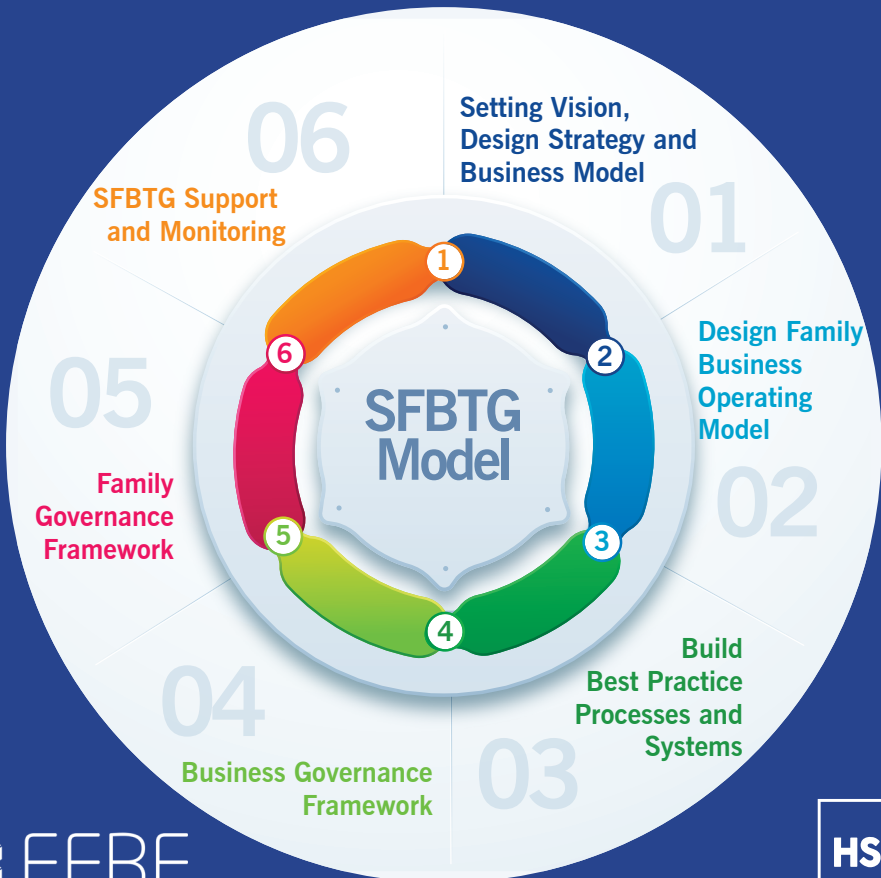 06
SFBTG Support
and Monitoring
Setting Vision,
Design Strategy and
Business Model
01
1
2
6
Design Family
Business
Operating
Model
02
05
Family
Governance
Framework
SFBTG
Model
5
3
4
Build
Best Practice
Processes and
Systems
04
Business Governance
Framework
03
HS